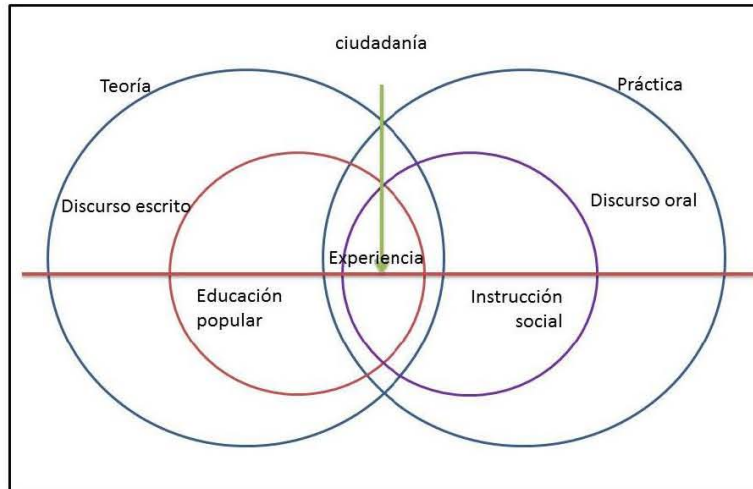 ciudadanía
Teoría
Práctica
Discurso escrito
Discurso oral
Experiencia
Educación
popular
Instrucción
social